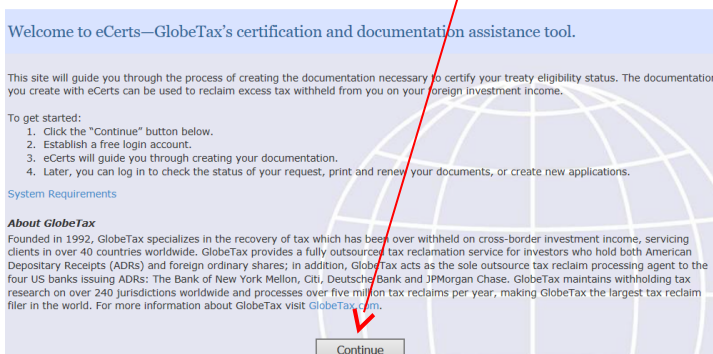 Welcome to eCerts—GlobeTax's certification and documentation assistance tool.
This site will guide you through the process of creating the documentation necessary to certify your treaty eligibility status. The documentation
you create with eCerts can be used to reclaim excess tax withheld from you on your foreign investment income.
To get started:
1. Click the "Continue" button below.
2. Establish a free login account.
3. eCerts will guide you through creating your documentation.
4. Later, you can log in to check the status of your request, print and renew your documents, or create new applications.
System Requirements
About GlobeTax
Founded in 1992, GlobeTax specializes in the recovery of tax which has been over withheld on cross-border investment income, servicing
clients in over 40 countries worldwide. GlobeTax provides a fully outsourced tax reclamation service for investors who hold both American
Depositary Receipts (ADRs) and foreign ordinary shares; in addition, GlobeTax acts as the sole outsource tax reclaim processing agent to the
four US banks issuing ADRs: The Bank of New York Mellon, Citi, Deutsche Bank and JPMorgan Chase. GlobeTax maintains withholding tax
research on over 240 jurisdictions worldwide and processes over five million tax reclaims per year, making GlobeTax the largest tax reclaim
filer in the world. For more information about GlobeTax visit GlobeTax.com.
Continue